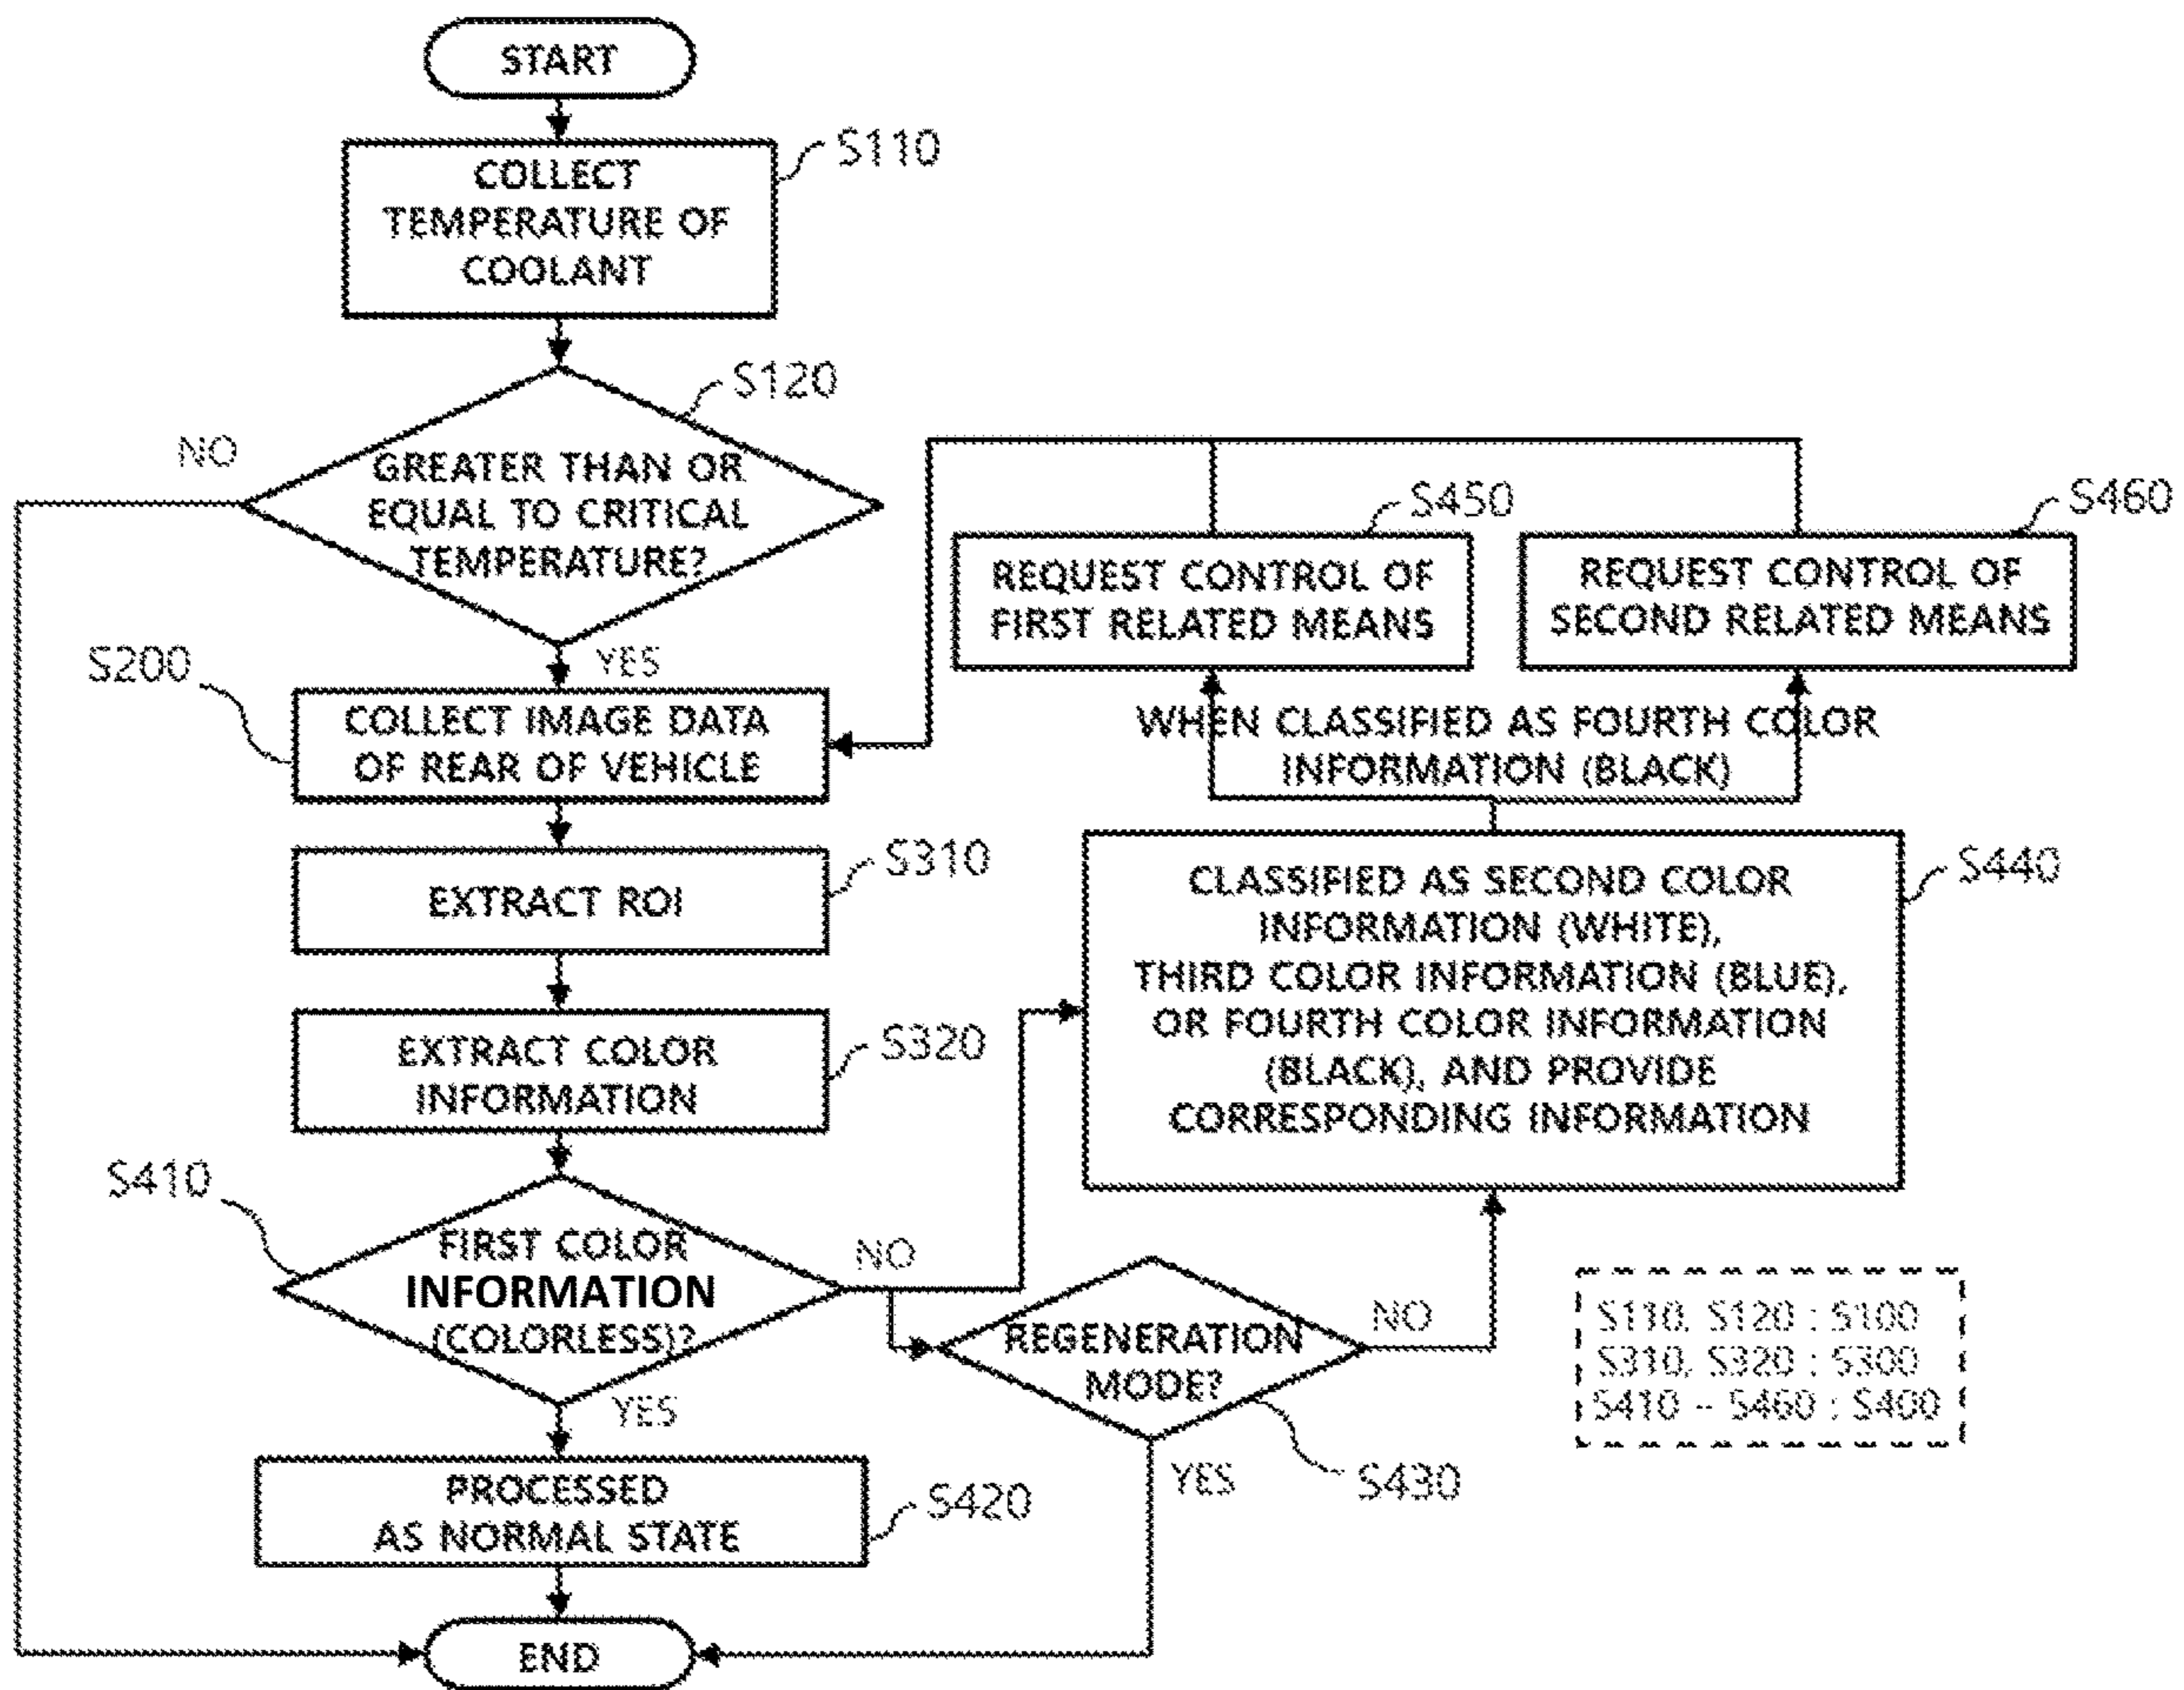 START
S110
COLLECT
TEMPERATURE OF
COOLANT
S120
NO
GREATER THAN OR
EQUAL TO CRITICAL
TEMPERATURE?
YES
S450
REQUEST CONTROL OF
FIRST RELATED MEANS
S460
REQUEST CONTROL OF
SECOND RELATED MEANS
S200
COLLECT IMAGE DATA
OF REAR OF VEHICLE
WHEN CLASSIFIED AS FOURTH COLOR
INFORMATION (BLACK)
S310
EXTRACT ROI
S440
CLASSIFIED AS SECOND COLOR
INFORMATION (WHITE),
THIRD COLOR INFORMATION (BLUE),
OR FOURTH COLOR INFORMATION
(BLACK), AND PROVIDE
CORRESPONDING INFORMATION
S320
EXTRACT COLOR
INFORMATION
S410
FIRST COLOR
INFORMATION
(COLORLESS)?
NO
YES
REGENERATION
MODE?
NO
YES
S430
S110, S120 : S100
S310, S320 : S300
S410 - S460 : S400
PROCESSED
AS NORMAL STATE
S420
END